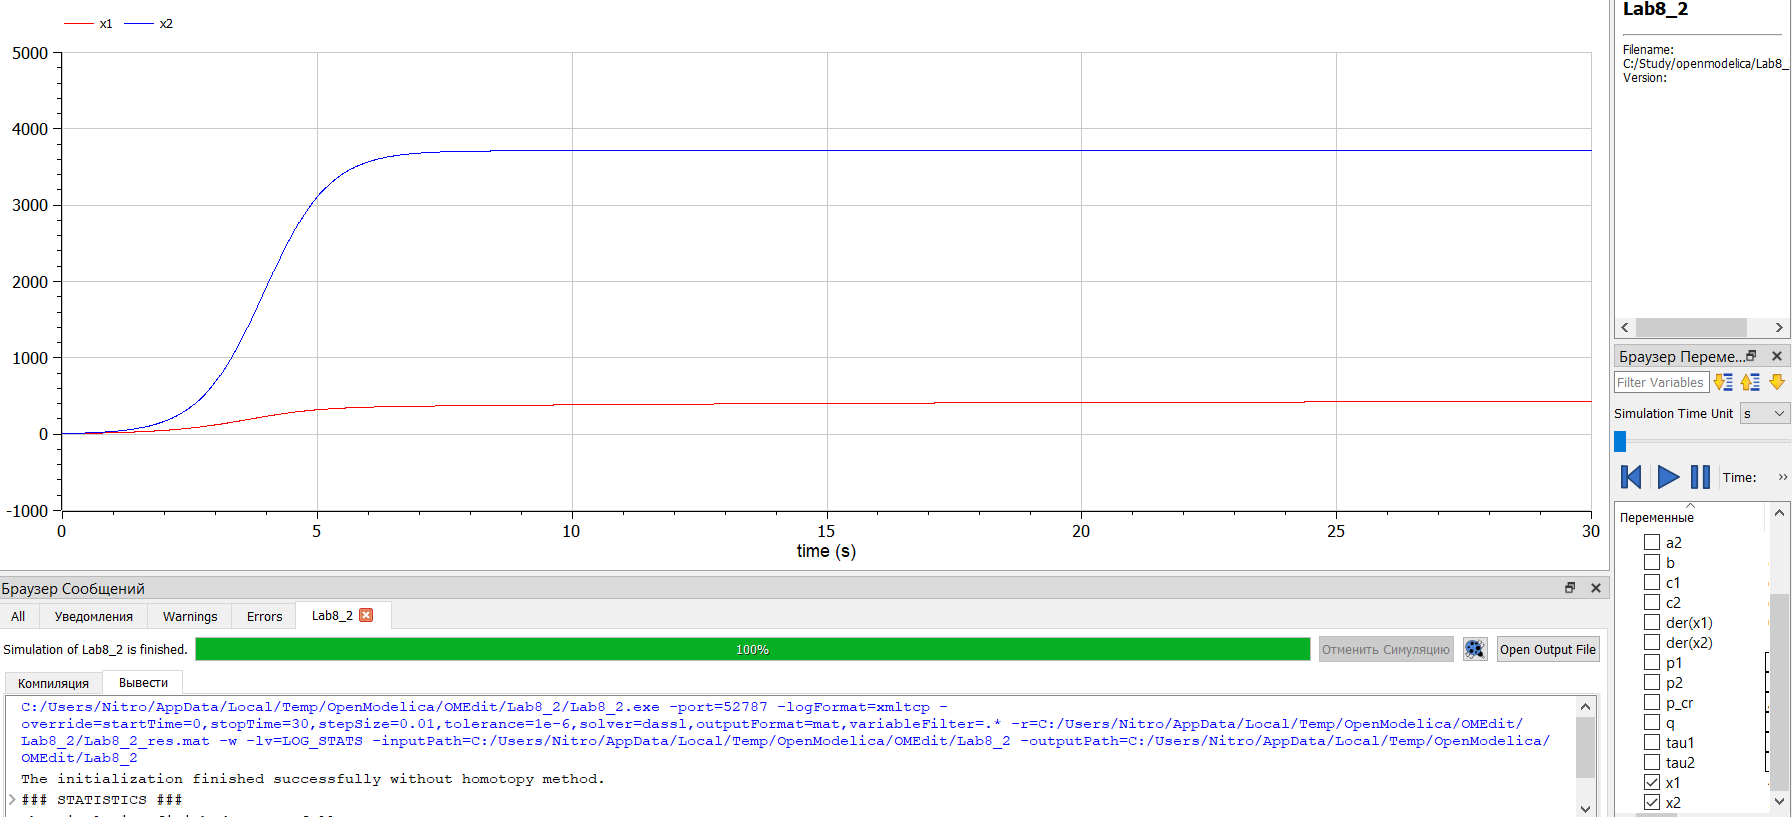 x1 x2
5000
4000
3000
2000
1000
0
-1000
0 5 10 15 20 25 30
time (s)
Lab8_2
Filename:
C:/Study/openmodelica/Lab8_
Version:
Браузер Переме...
Filter Variables
Simulation Time Unit s
Time: »
Переменные
a2
b
c1
c2
der(x1)
der(x2)
p1
p2
p_cr
q
tau1
tau2
x1
x2
Браузер Сообщений
All Уведомления Warnings Errors Lab8_2
Simulation of Lab8_2 is finished. 100% Отменить Симуляцию Open Output File
Компиляция Вывести
C:/Users/Nitro/AppData/Local/Temp/OpenModelica/OMEdit/Lab8_2/Lab8_2.exe -port=52787 -logFormat=xmltcp -
override=startTime=0,stopTime=30,stepSize=0.01,tolerance=1e-6,solver=dassl,outputFormat=mat,variableFilter=.* -r=C:/Users/Nitro/AppData/Local/Temp/OpenModelica/OMEdit/
Lab8_2/Lab8_2_res.mat -w -lv=LOG_STATS -inputPath=C:/Users/Nitro/AppData/Local/Temp/OpenModelica/OMEdit/Lab8_2 -outputPath=C:/Users/Nitro/AppData/Local/Temp/OpenModelica/
OMEdit/Lab8_2
The initialization finished successfully without homotopy method.
### STATISTICS ###